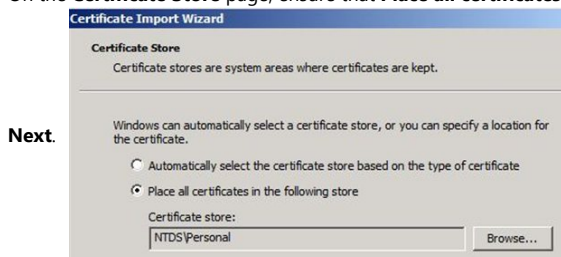 On the Certificate Store page, ensure that Place all certificates
Certificate Import Wizard
Certificate Store
Certificate stores are system areas where certificates are kept.
Windows can automatically select a certificate store, or you can specify a location for
the certificate.
Next.
Automatically select the certificate store based on the type of certificate
Place all certificates in the following store
Certificate store:
NTDS\Personal
Browse...